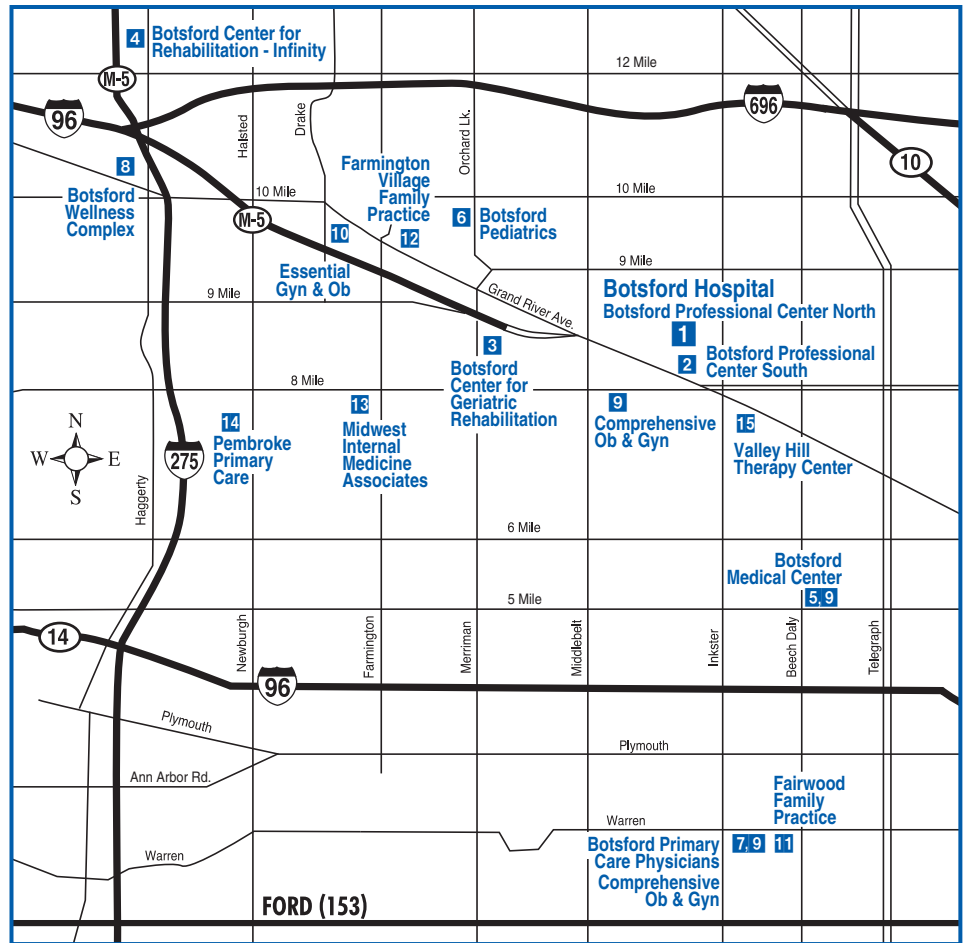 4 Botsford Center for
Rehabilitation - Infinity
12 Mile
M-5
96
696
Halsted
Drake
Orchard Lk.
10
8
Botsford
Wellness
Complex
10 Mile
M-5
Farmington
Village
Family
Practice
12
10
Essential
Gyn & Ob
6 Botsford
Pediatrics
10 Mile
9 Mile
9 Mile
Grand River Ave.
Botsford Hospital
Botsford Professional Center North
1
2 Botsford Professional
Center South
3
Botsford
Center for
Geriatric
Rehabilitation
8 Mile
N
W E
S
275
Haggerty
14
Pembroke
Primary
Care
13
Midwest
Internal
Medicine
Associates
9
Comprehensive
Ob & Gyn
15
Valley Hill
Therapy Center
6 Mile
Botsford
Medical Center
5, 9
5 Mile
14
Newburgh
Farmington
Merriman
Middlebelt
Inkster
Beech Daly
Telegraph
96
Plymouth
Plymouth
Ann Arbor Rd.
Fairwood
Family
Practice
Warren
Warren
Botsford Primary
Care Physicians
7, 9 11
Comprehensive
Ob & Gyn
FORD (153)